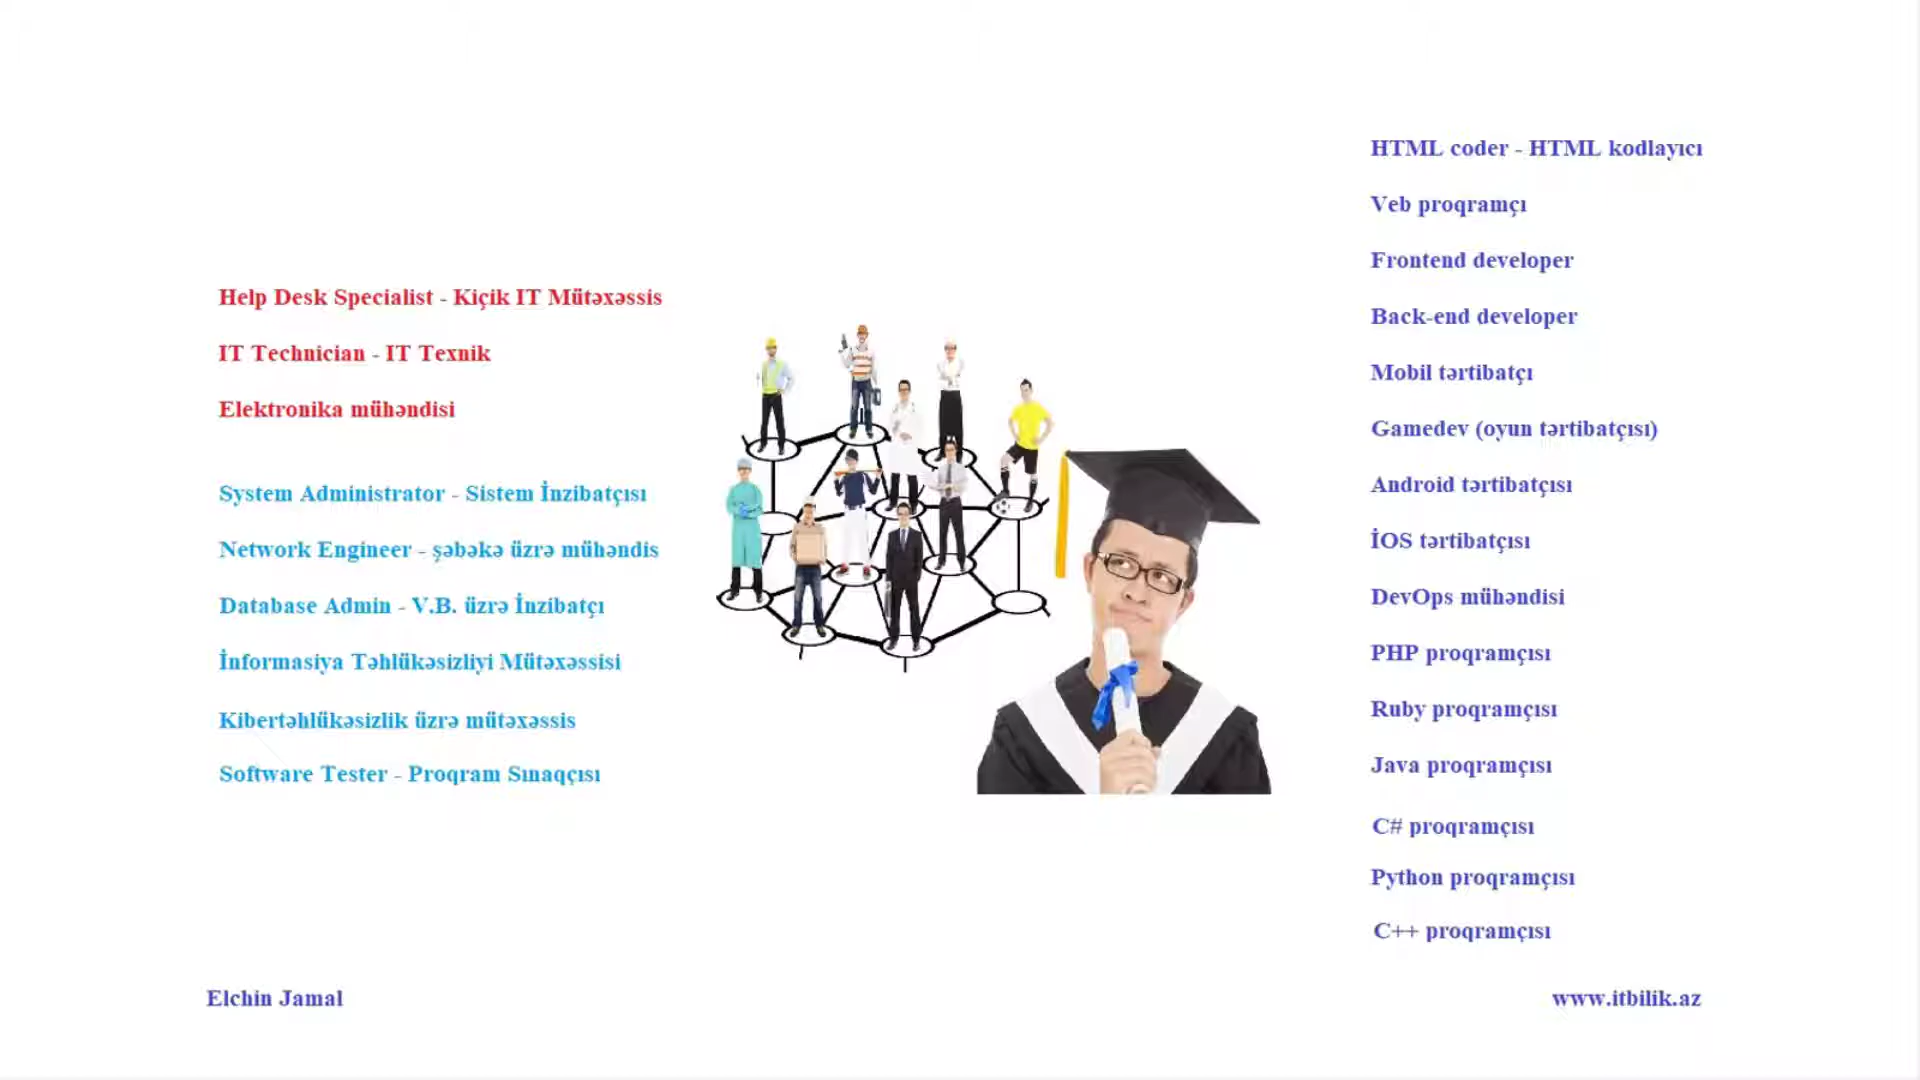 Help Desk Specialist - Kiçik IT Mütəxəssis
IT Technician - IT Texnik
Elektronika mühəndisi
System Administrator - Sistem İnzibatçısı
Network Engineer - şəbəkə üzrə mühəndis
Database Admin - V.B. üzrə İnzibatçı
İnformasiya Təhlükəsizliyi Mütəxəssisi
Kibertəhlükəsizlik üzrə mütəxəssis
Software Tester - Proqram Sınaqçısı
HTML coder - HTML kodlayıcı
Veb proqramçı
Frontend developer
Back-end developer
Mobil tərtibatçı
Gamedev (oyun tərtibatçısı)
Android tərtibatçısı
İOS tərtibatçısı
DevOps mühəndisi
PHP proqramçısı
Ruby proqramçısı
Java proqramçısı
C# proqramçısı
Python proqramçısı
C++ proqramçısı
Elchin Jamal
www.itbilik.az